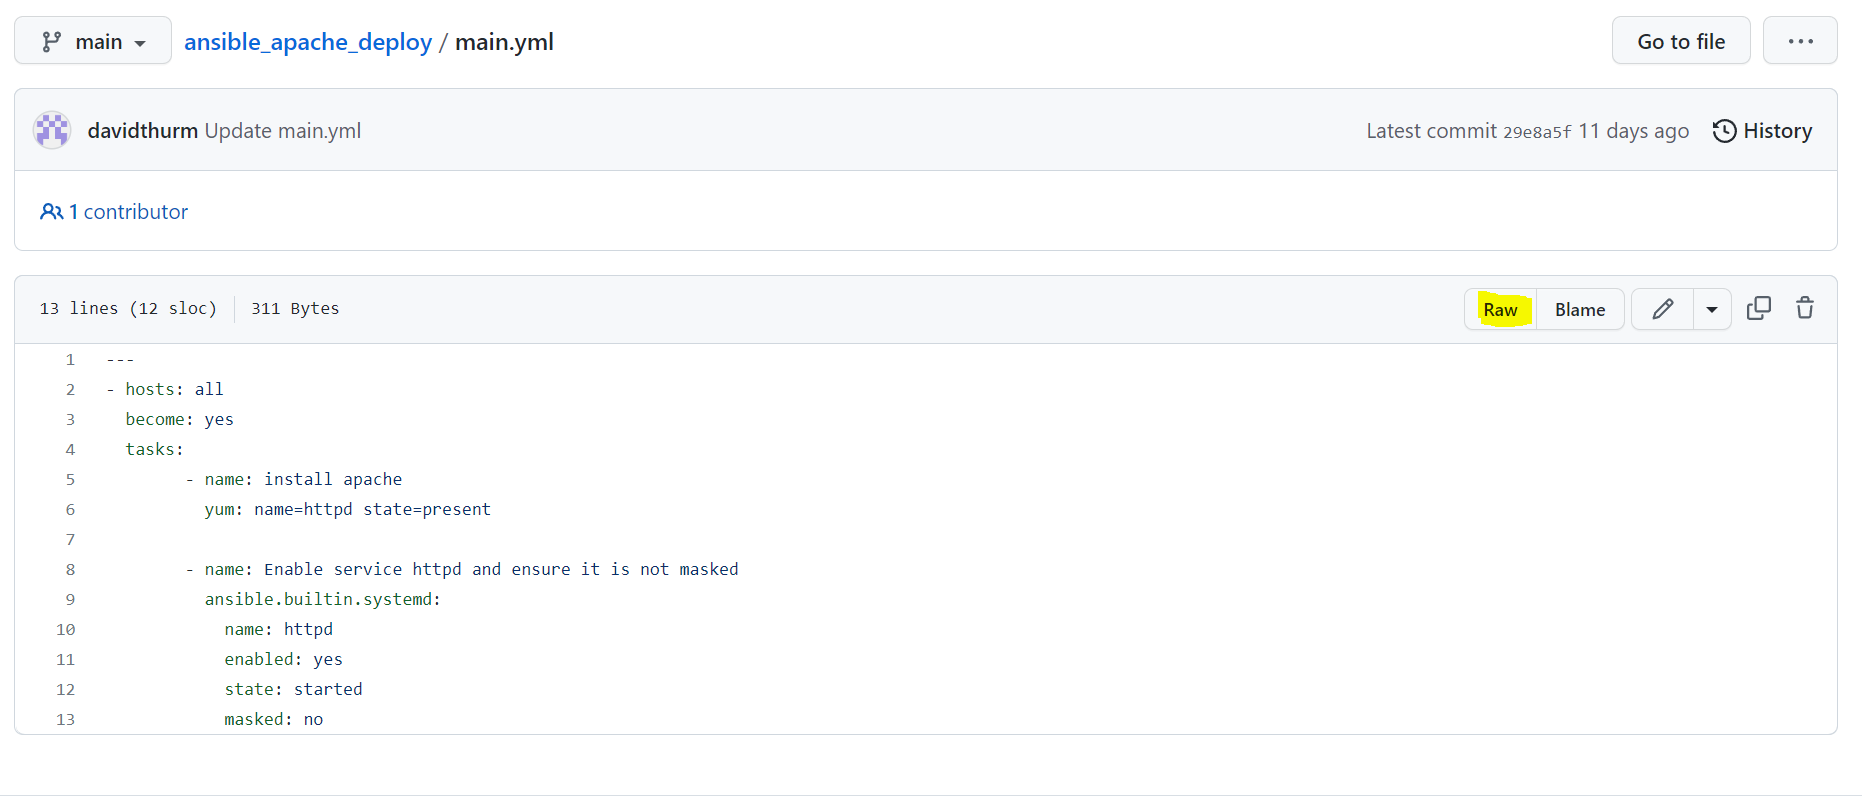 main
ansible_apache_deploy / main.yml
Go to file
...
davidthurm Update main.yml
Latest commit 29e8a5f 11 days ago
History
1 contributor
13 lines (12 sloc)
311 Bytes
Raw
Blame
1 ---
2 - hosts: all
3   become: yes
4   tasks:
5         - name: install apache
6           yum: name=httpd state=present
7
8         - name: Enable service httpd and ensure it is not masked
9           ansible.builtin.systemd:
10             name: httpd
11             enabled: yes
12             state: started
13             masked: no